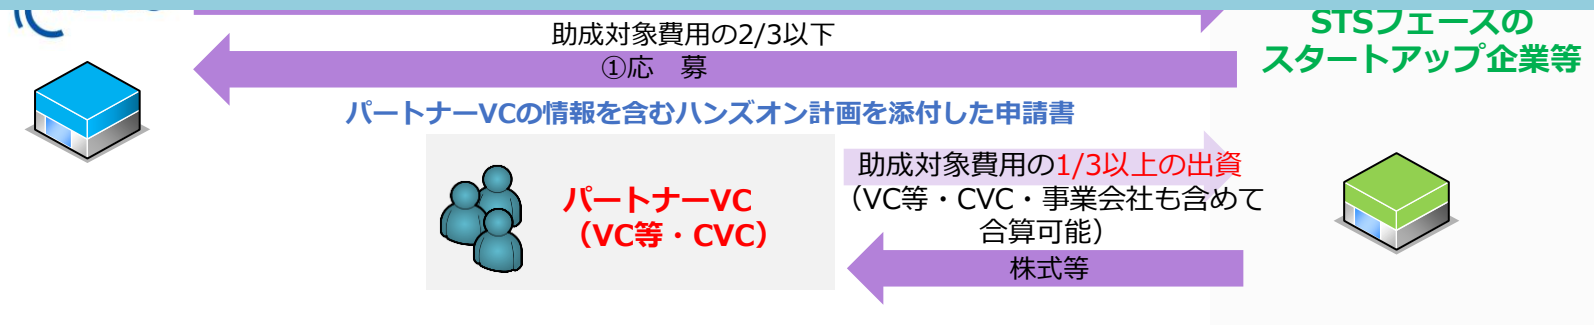 助成対象費用の2/3以下
①応　募
STSフェーズの
スタートアップ企業等
パートナーVCの情報を含むハンズオン計画を添付した申請書
パートナーVC
（VC等・CVC）
助成対象費用の1/3以上の出資
（VC等・CVC・事業会社も含めて
合算可能）
株式等